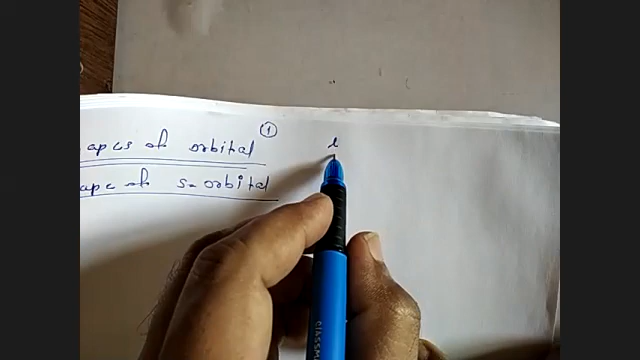 apes of orbital ①
ape of s-orbital
l